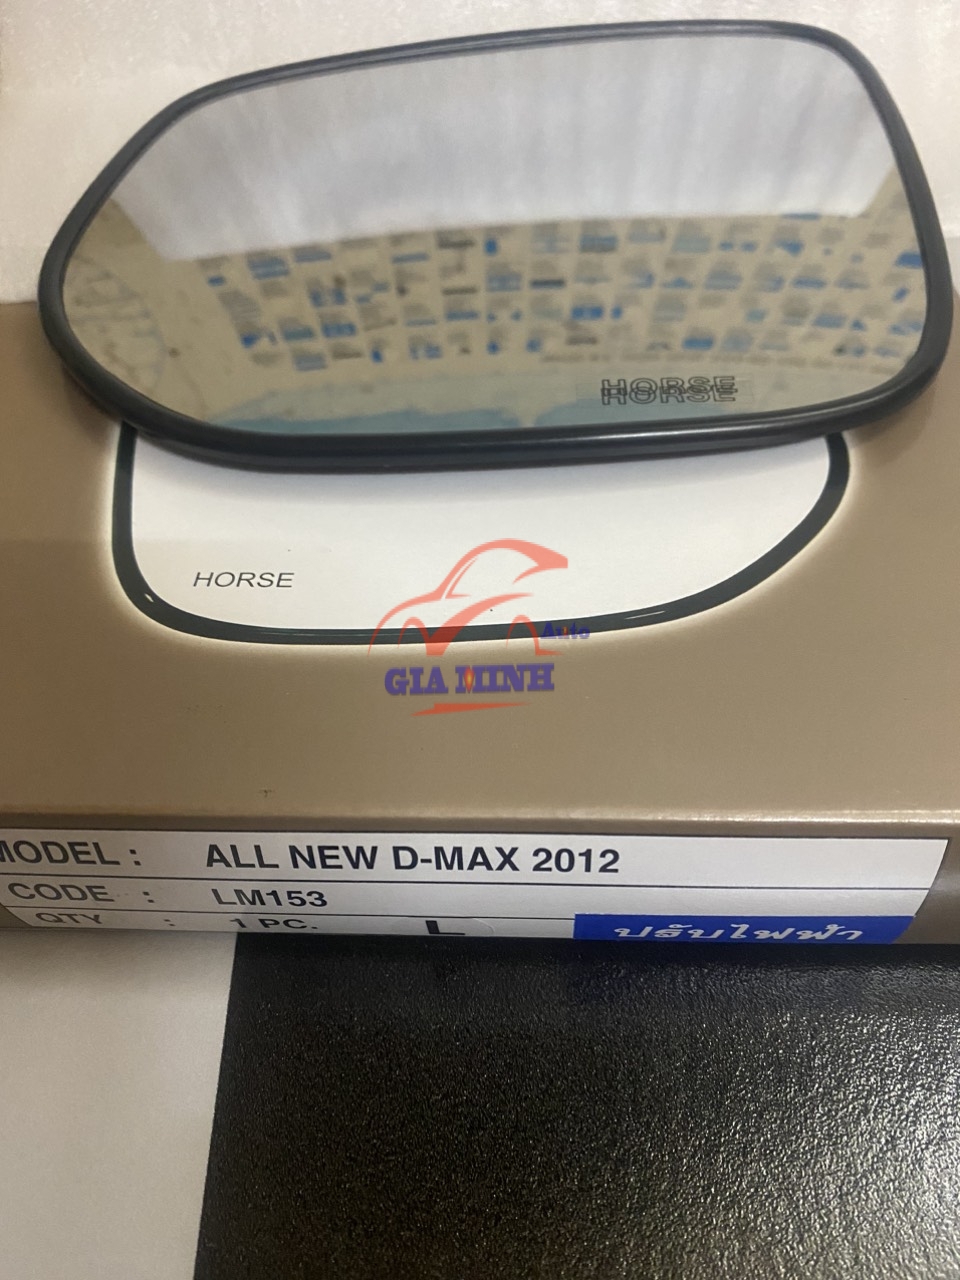 HORSE
HORSE
HORSE
Auto
GIA MINH
MODEL : ALL NEW D-MAX 2012
CODE : LM153
QTY : 1 PC. L ปรับไฟฟ้า